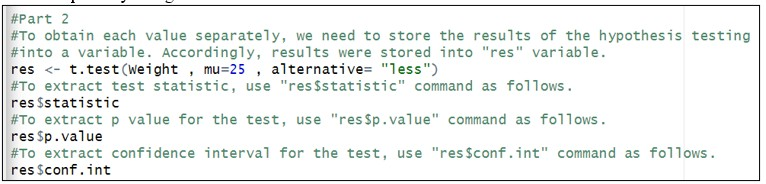 #Part 2
#To obtain each value separately, we need to store the results of the hypothesis testing
#into a variable. Accordingly, results were stored into "res" variable.
res <- t.test(Weight , mu=25 , alternative= "less")
#To extract test statistic, use "res$statistic" command as follows.
res$statistic
#To extract p value for the test, use "res$p.value" command as follows.
res$p.value
#To extract confidence interval for the test, use "res$conf.int" command as follows.
res$conf.int